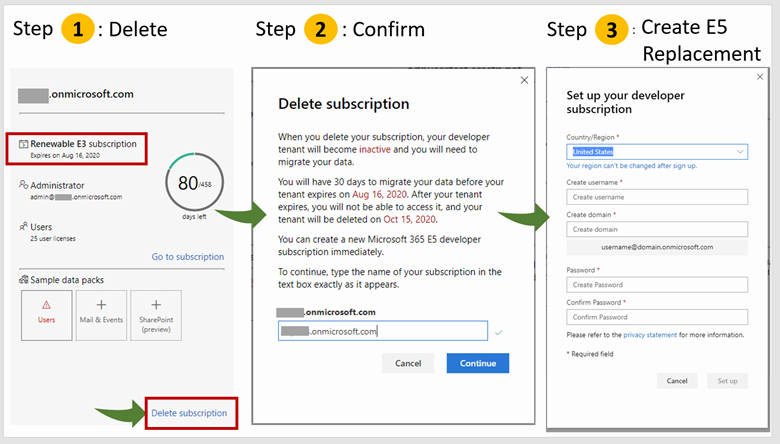 Step 1 : Delete
Step 2 : Confirm
Step 3 : Create E5
Replacement
.onmicrosoft.com
Renewable E3 subscription
Expires on Aug 16, 2020
Administrator
admin@ .onmicrosoft.com
Users
25 user licenses
80/458
days left
Go to subscription
Sample data packs
Users
Mail & Events
SharePoint
(preview)
Delete subscription
Delete subscription
When you delete your subscription, your developer
tenant will become inactive and you will need to
migrate your data.
You will have 30 days to migrate your data before your
tenant expires on Aug 16, 2020. After your tenant
expires, you will not be able to access it, and your
tenant will be deleted on Oct 15, 2020.
You can create a new Microsoft 365 E5 developer
subscription immediately.
To continue, type the name of your subscription in the
text box exactly as it appears.
.onmicrosoft.com
.onmicrosoft.com
Cancel
Continue
Set up your developer
subscription
Country/Region *
United States
Your region can't be changed after sign up.
Create username *
Create username
Create domain *
Create domain
username@domain.onmicrosoft.com
Password *
Create Password
Confirm Password *
Confirm Password
Please refer to the privacy statement for more information.
* Required field
Cancel
Set up